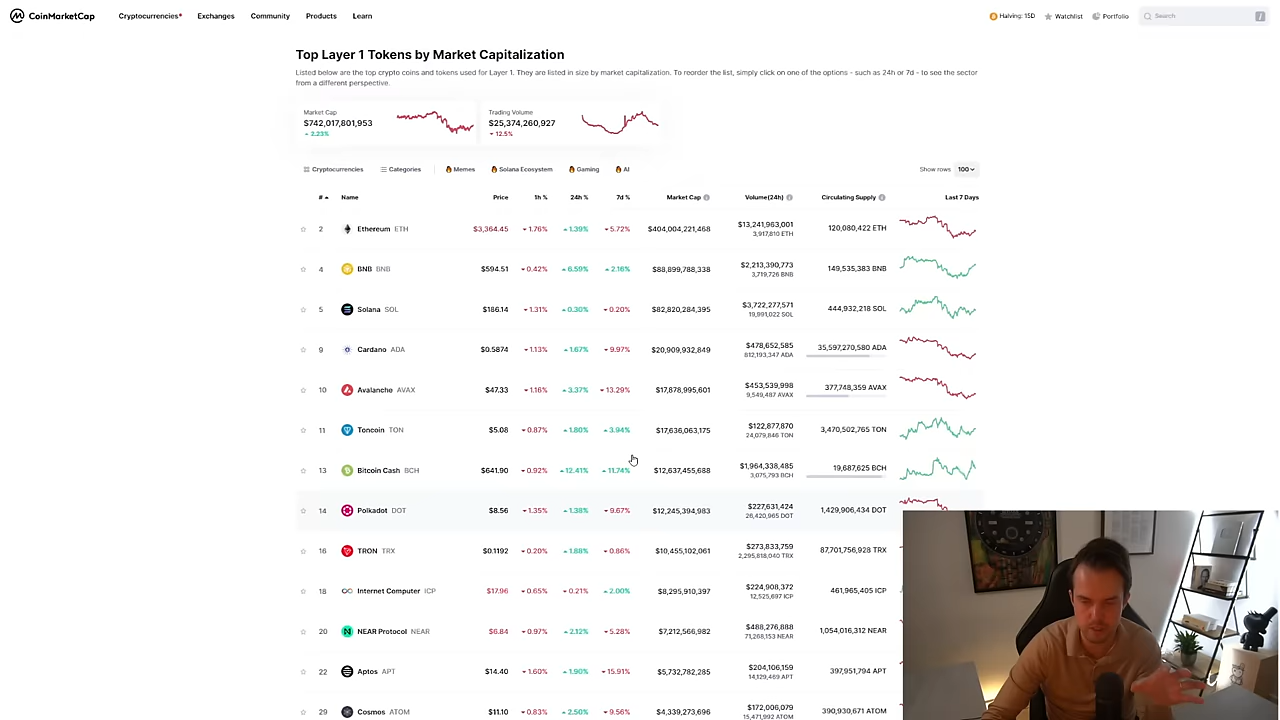 CoinMarketCap Cryptocurrencies* Exchanges Community Products Learn Halving: 15D Watchlist Portfolio Search /
Top Layer 1 Tokens by Market Capitalization
Listed below are the top crypto coins and tokens used for Layer 1. They are listed in size by market capitalization. To reorder the list, simply click on one of the options - such as 24h or 7d - to see the sector
from a different perspective.
Market Cap Trading Volume
$742,017,801,953 $25,374,260,927
2.23% 12.5%
Cryptocurrencies Categories Memes Solana Ecosystem Gaming AI Show rows 100
# Name Price 1h % 24h % 7d % Market Cap Volume(24h) Circulating Supply Last 7 Days
2 Ethereum ETH $3,364.45 1.76% 1.39% 5.72% $404,004,221,468 $13,241,963,001 120,080,422 ETH
3,917,810 ETH
4 BNB BNB $594.51 0.42% 6.59% 2.16% $88,899,788,338 $2,213,390,773 149,535,383 BNB
3,719,726 BNB
5 Solana SOL $186.14 1.31% 0.30% 0.20% $82,820,284,395 $3,722,277,571 444,932,218 SOL
19,991,022 SOL
9 Cardano ADA $0.5874 1.13% 1.67% 9.97% $20,909,932,849 $478,652,585 35,597,270,580 ADA
812,193,347 ADA
10 Avalanche AVAX $47.33 1.16% 3.37% 13.29% $17,878,995,601 $453,539,998 377,748,359 AVAX
9,549,487 AVAX
11 Toncoin TON $5.08 0.87% 1.80% 3.94% $17,636,063,175 $122,877,870 3,470,502,765 TON
24,079,846 TON
13 Bitcoin Cash BCH $641.90 0.92% 12.41% 11.74% $12,637,455,688 $1,964,338,485 19,687,625 BCH
3,075,793 BCH
14 Polkadot DOT $8.56 1.35% 1.38% 9.67% $12,245,394,983 $227,631,424 1,429,906,434 DOT
26,420,965 DOT
16 TRON TRX $0.1192 0.20% 1.88% 0.86% $10,455,102,061 $273,833,759 87,701,756,928 TRX
2,295,818,040 TRX
18 Internet Computer ICP $17.96 0.65% 0.21% 2.00% $8,295,910,397 $224,908,372 461,965,405 ICP
12,525,697 ICP
20 NEAR Protocol NEAR $6.84 0.97% 2.12% 5.28% $7,212,566,982 $488,276,888 1,054,016,312 NEAR
71,268,153 NEAR
22 Aptos APT $14.40 1.60% 1.90% 15.91% $5,732,782,285 $204,106,159 397,951,794 APT
14,129,469 APT
29 Cosmos ATOM $11.10 0.83% 2.50% 9.56% $4,339,273,696 $172,006,079 390,930,671 ATOM
15,471,992 ATOM